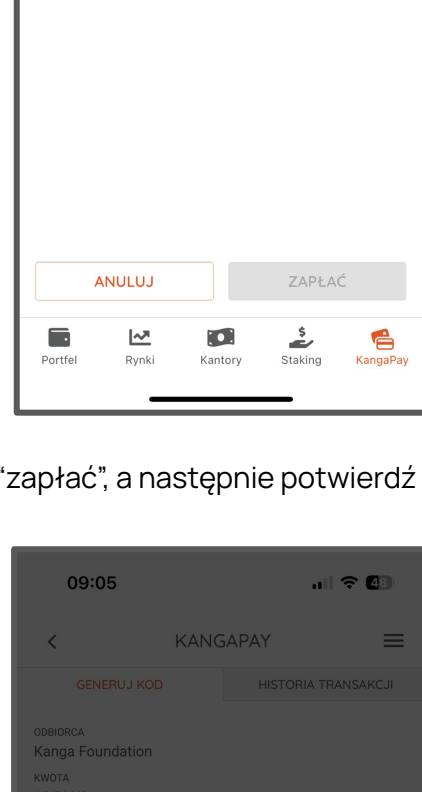 ANULUJ ZAPŁAĆ
Portfel Rynki Kantory Staking KangaPay
“zapłać”, a następnie potwierdź
09:05 48
KANGAPAY
GENERUJ KOD HISTORIA TRANSAKCJI
ODBIORCA
Kanga Foundation
KWOTA